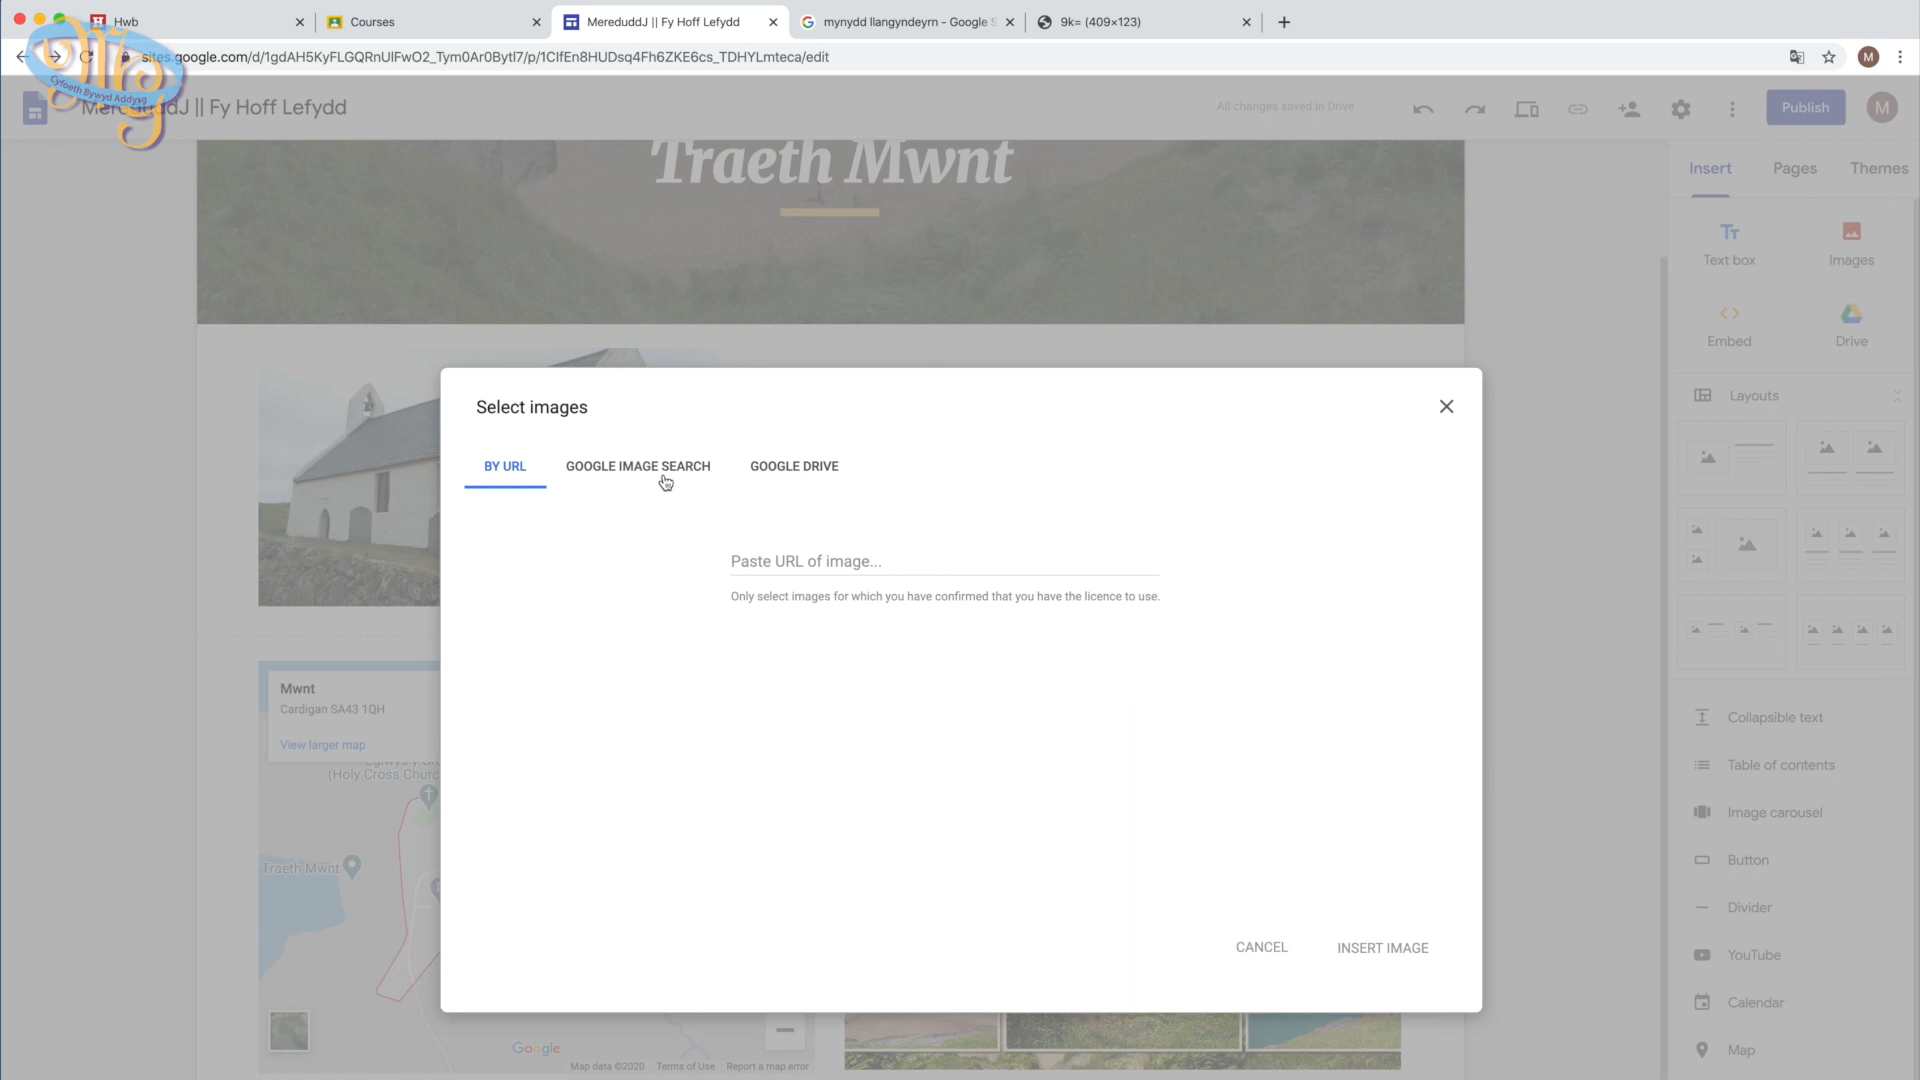 Hwb
Courses
MereduddJ || Fy Hoff Lefydd
mynydd llangyndeyrn - Google S
9k= (409×123)
sites.google.com/d/1gdAH5KyFLGQRnUlFwO2_Tym0Ar0Bytl7/p/1ClfEn8HUDsq4Fh6ZKE6cs_TDHYLmteca/edit
M
Cyfoeth Bywyd Addysg
MereduddJ || Fy Hoff Lefydd
All changes saved in Drive
Publish
M
Traeth Mwnt
Insert
Pages
Themes
Text box
Images
Embed
Drive
Layouts
Select images
BY URL
GOOGLE IMAGE SEARCH
GOOGLE DRIVE
Paste URL of image...
Only select images for which you have confirmed that you have the licence to use.
CANCEL
INSERT IMAGE
Mwnt
Cardigan SA43 1QH
View larger map
(Holy Cross Churc
Traeth Mwnt
Google
Map data ©2020
Terms of Use
Report a map error
Collapsible text
Table of contents
Image carousel
Button
Divider
YouTube
Calendar
Map